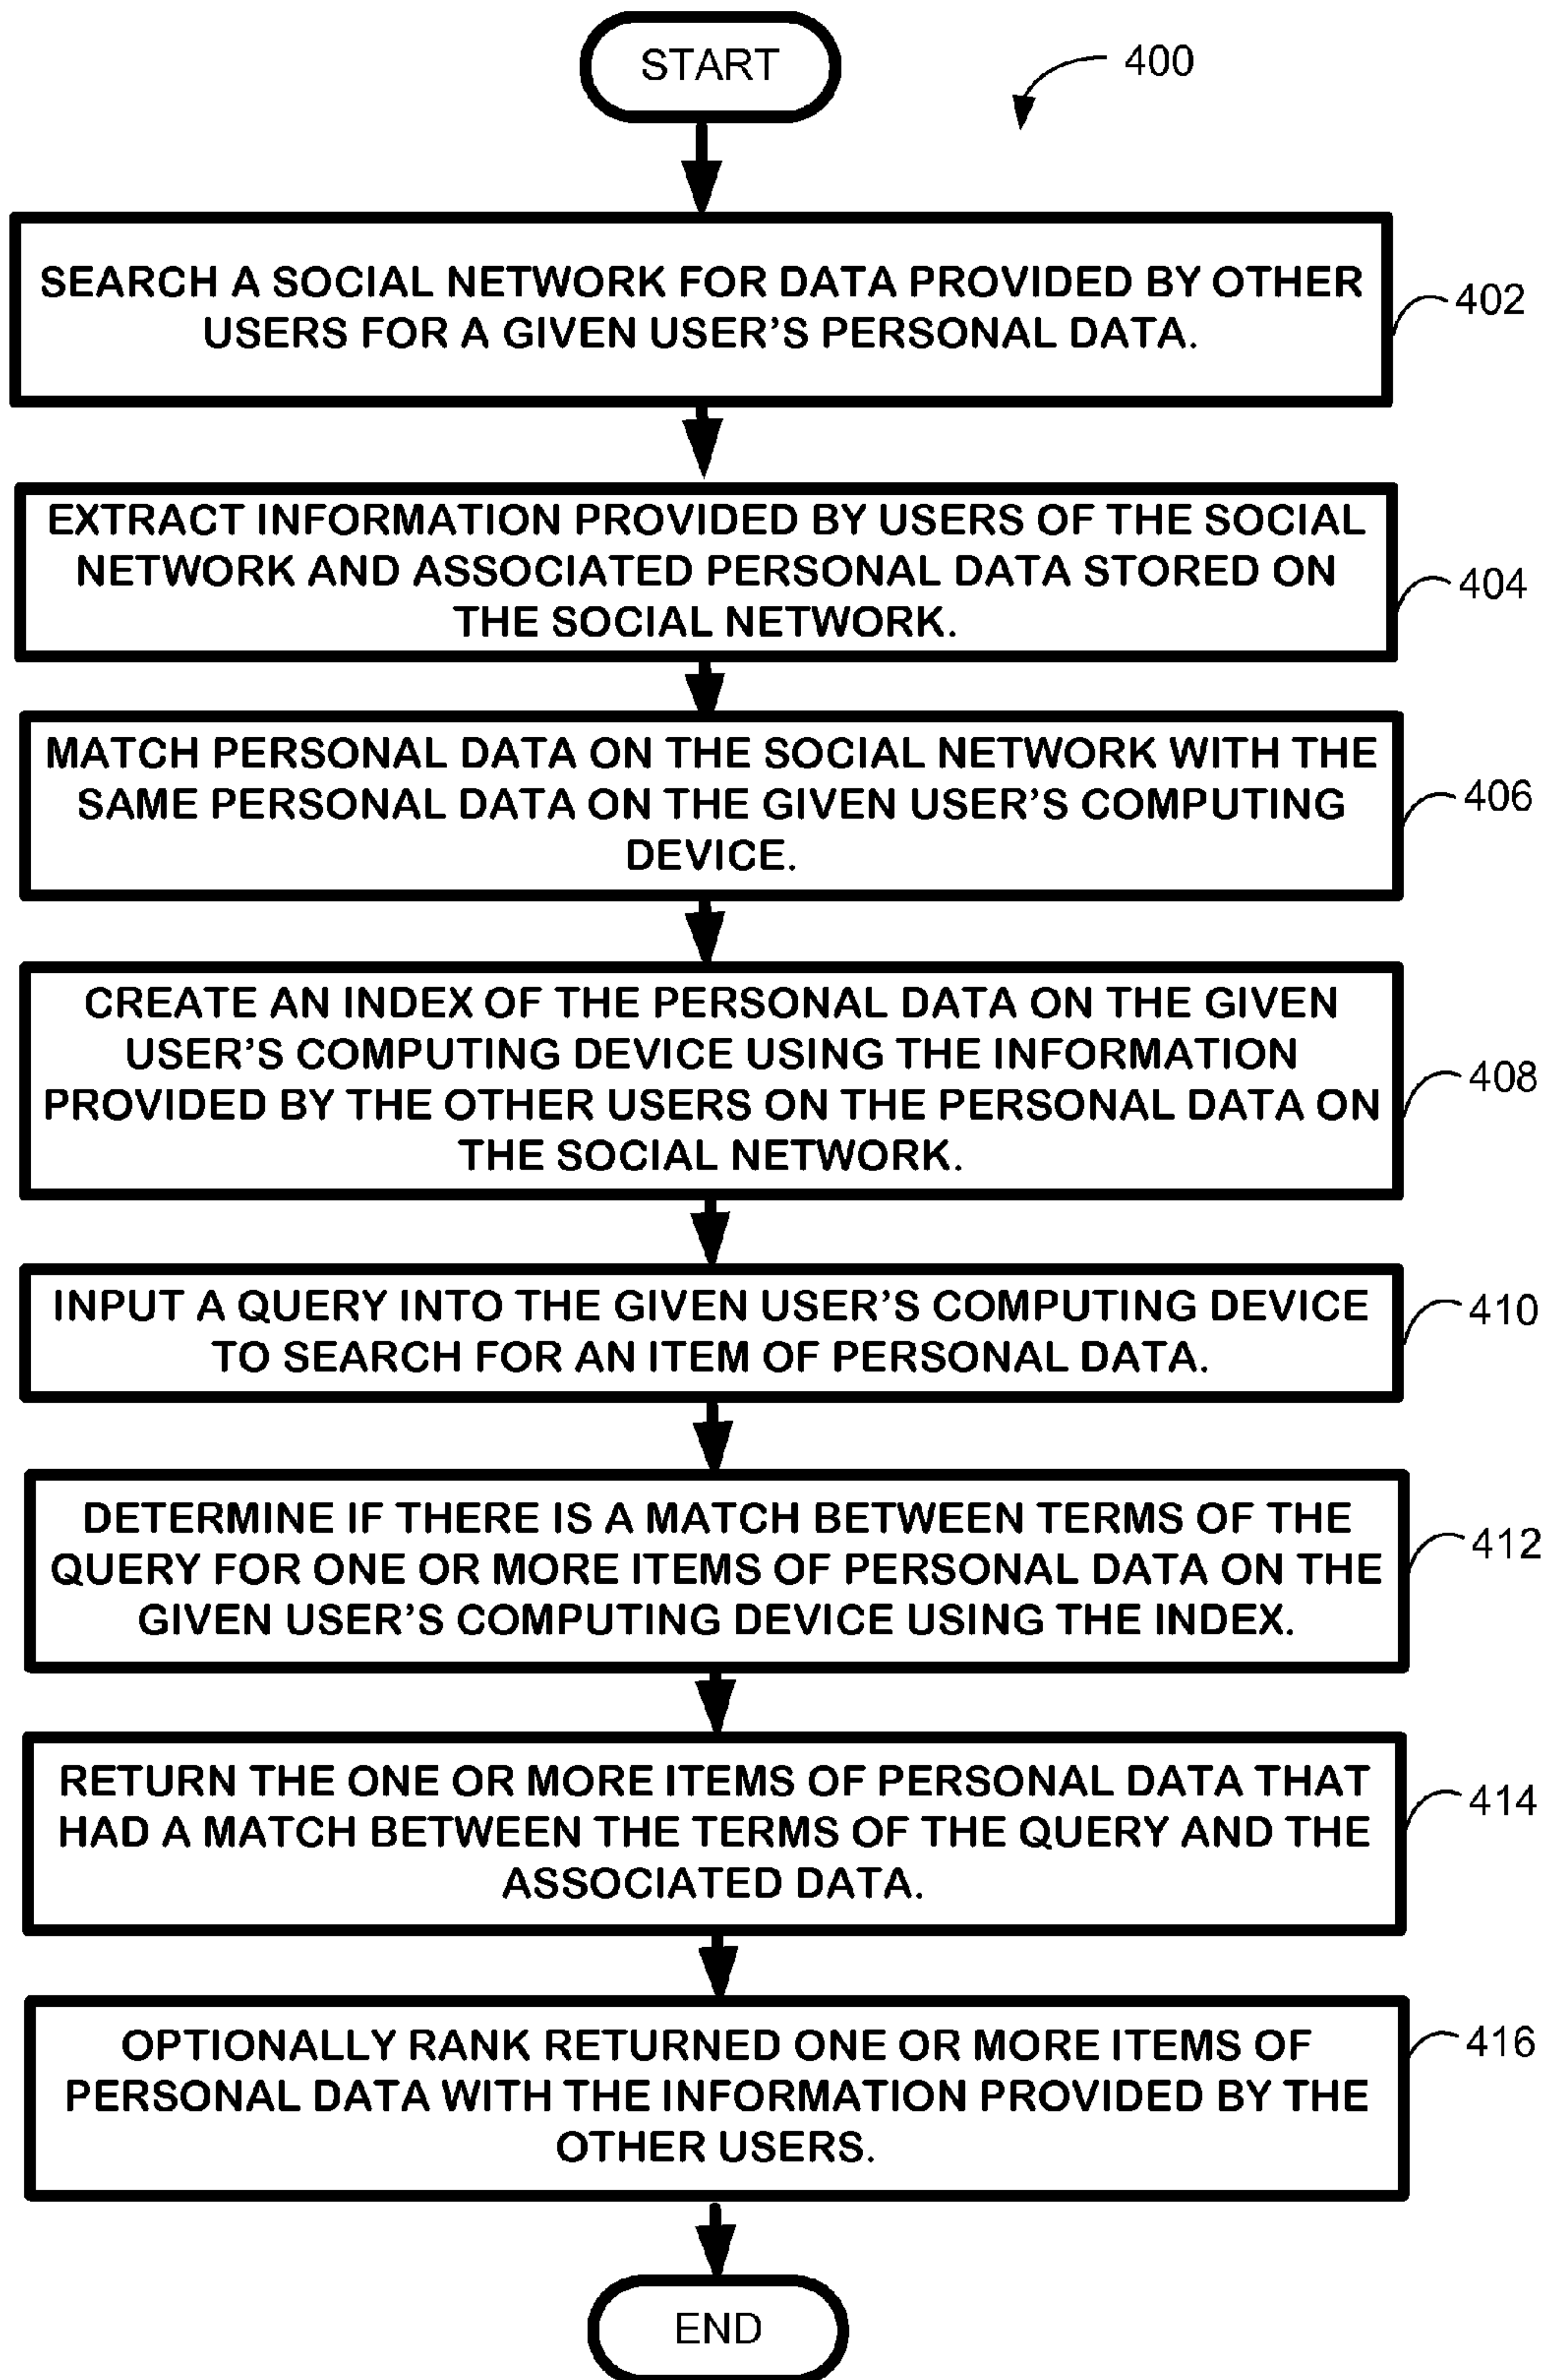 START
400
SEARCH A SOCIAL NETWORK FOR DATA PROVIDED BY OTHER
USERS FOR A GIVEN USER’S PERSONAL DATA.
402
EXTRACT INFORMATION PROVIDED BY USERS OF THE SOCIAL
NETWORK AND ASSOCIATED PERSONAL DATA STORED ON
THE SOCIAL NETWORK.
404
MATCH PERSONAL DATA ON THE SOCIAL NETWORK WITH THE
SAME PERSONAL DATA ON THE GIVEN USER’S COMPUTING
DEVICE.
406
CREATE AN INDEX OF THE PERSONAL DATA ON THE GIVEN
USER’S COMPUTING DEVICE USING THE INFORMATION
PROVIDED BY THE OTHER USERS ON THE PERSONAL DATA ON
THE SOCIAL NETWORK.
408
INPUT A QUERY INTO THE GIVEN USER’S COMPUTING DEVICE
TO SEARCH FOR AN ITEM OF PERSONAL DATA.
410
DETERMINE IF THERE IS A MATCH BETWEEN TERMS OF THE
QUERY FOR ONE OR MORE ITEMS OF PERSONAL DATA ON THE
GIVEN USER’S COMPUTING DEVICE USING THE INDEX.
412
RETURN THE ONE OR MORE ITEMS OF PERSONAL DATA THAT
HAD A MATCH BETWEEN THE TERMS OF THE QUERY AND THE
ASSOCIATED DATA.
414
OPTIONALLY RANK RETURNED ONE OR MORE ITEMS OF
PERSONAL DATA WITH THE INFORMATION PROVIDED BY THE
OTHER USERS.
416
END